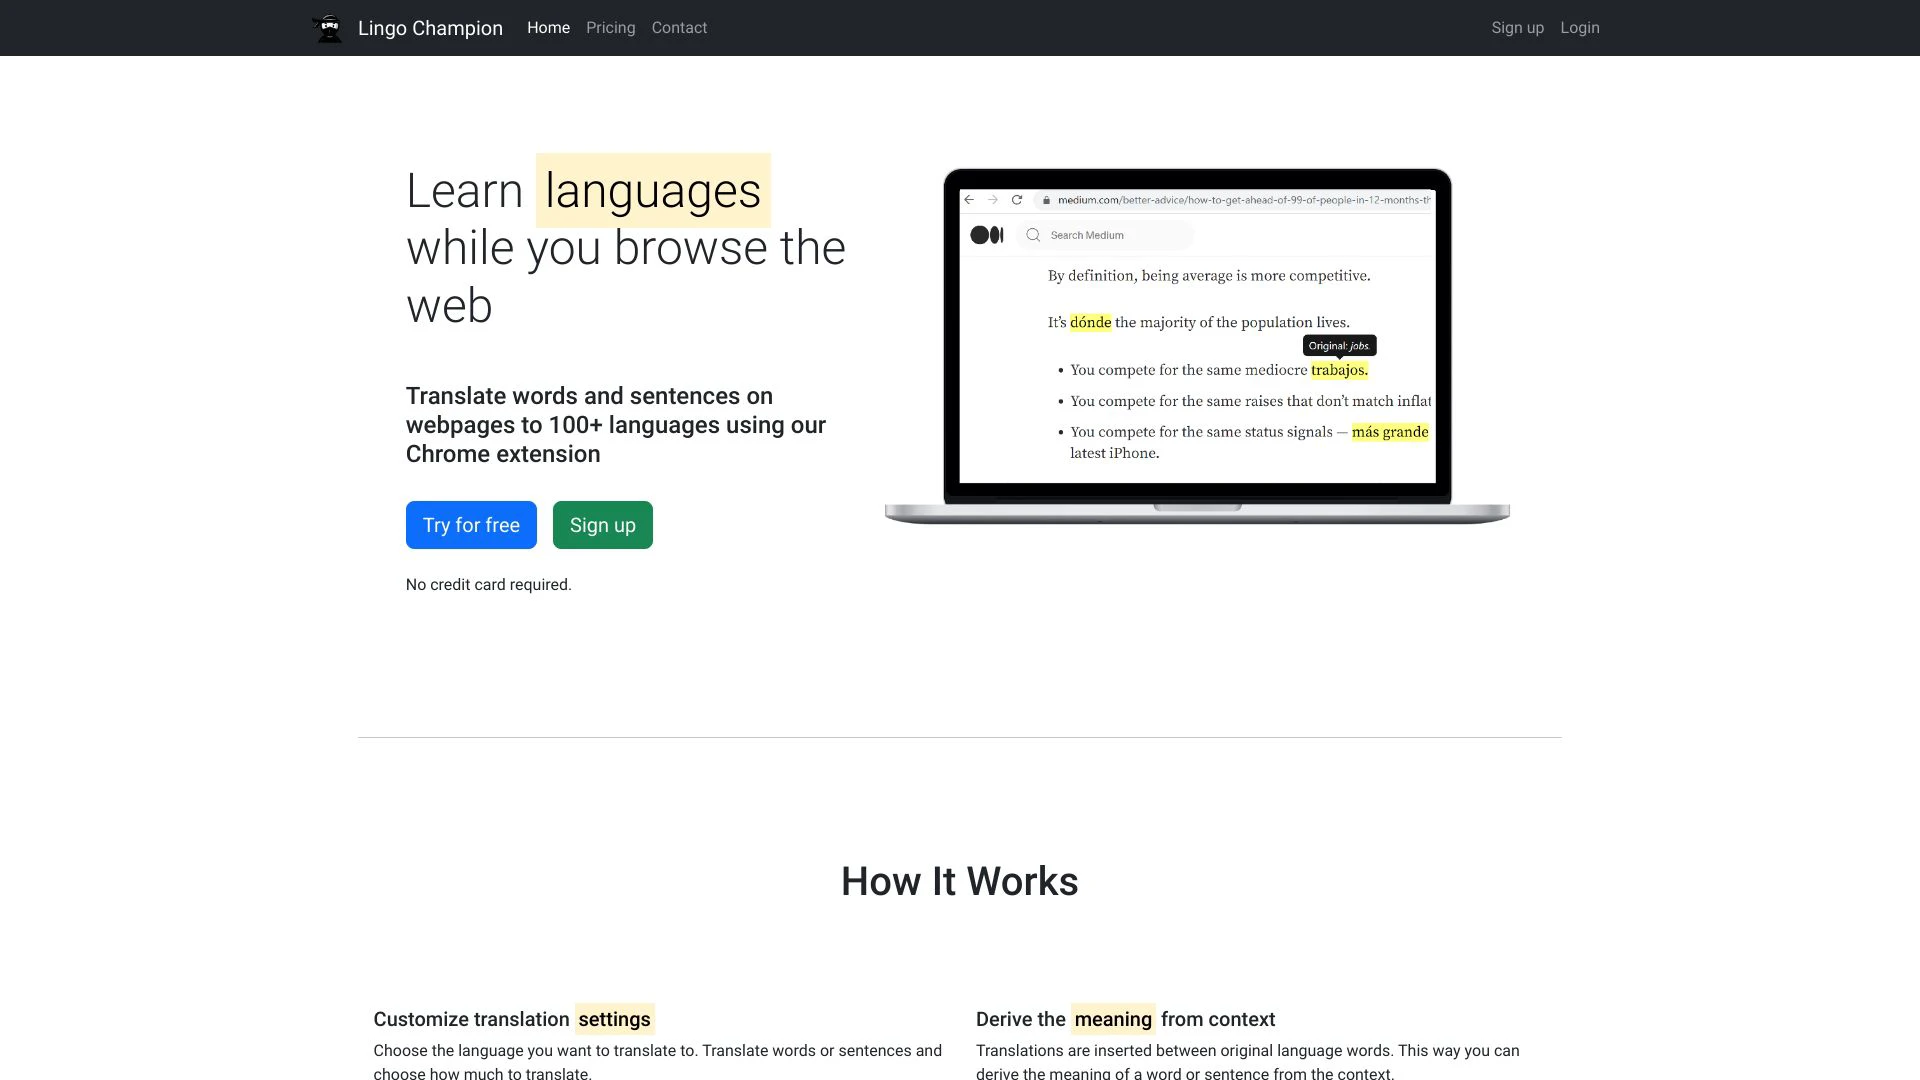 Lingo Champion Home Pricing Contact Sign up Login
Learn languages
while you browse the
web
Translate words and sentences on
webpages to 100+ languages using our
Chrome extension
Try for free Sign up
No credit card required.
medium.com/better-advice/how-to-get-ahead-of-99-of-people-in-12-months-th
Search Medium
By definition, being average is more competitive.
It's dónde the majority of the population lives.
Original: jobs.
• You compete for the same mediocre trabajos.
• You compete for the same raises that don't match inflat
• You compete for the same status signals — más grande
latest iPhone.
How It Works
Customize translation settings
Choose the language you want to translate to. Translate words or sentences and
choose how much to translate.
Derive the meaning from context
Translations are inserted between original language words. This way you can
derive the meaning of a word or sentence from the context.